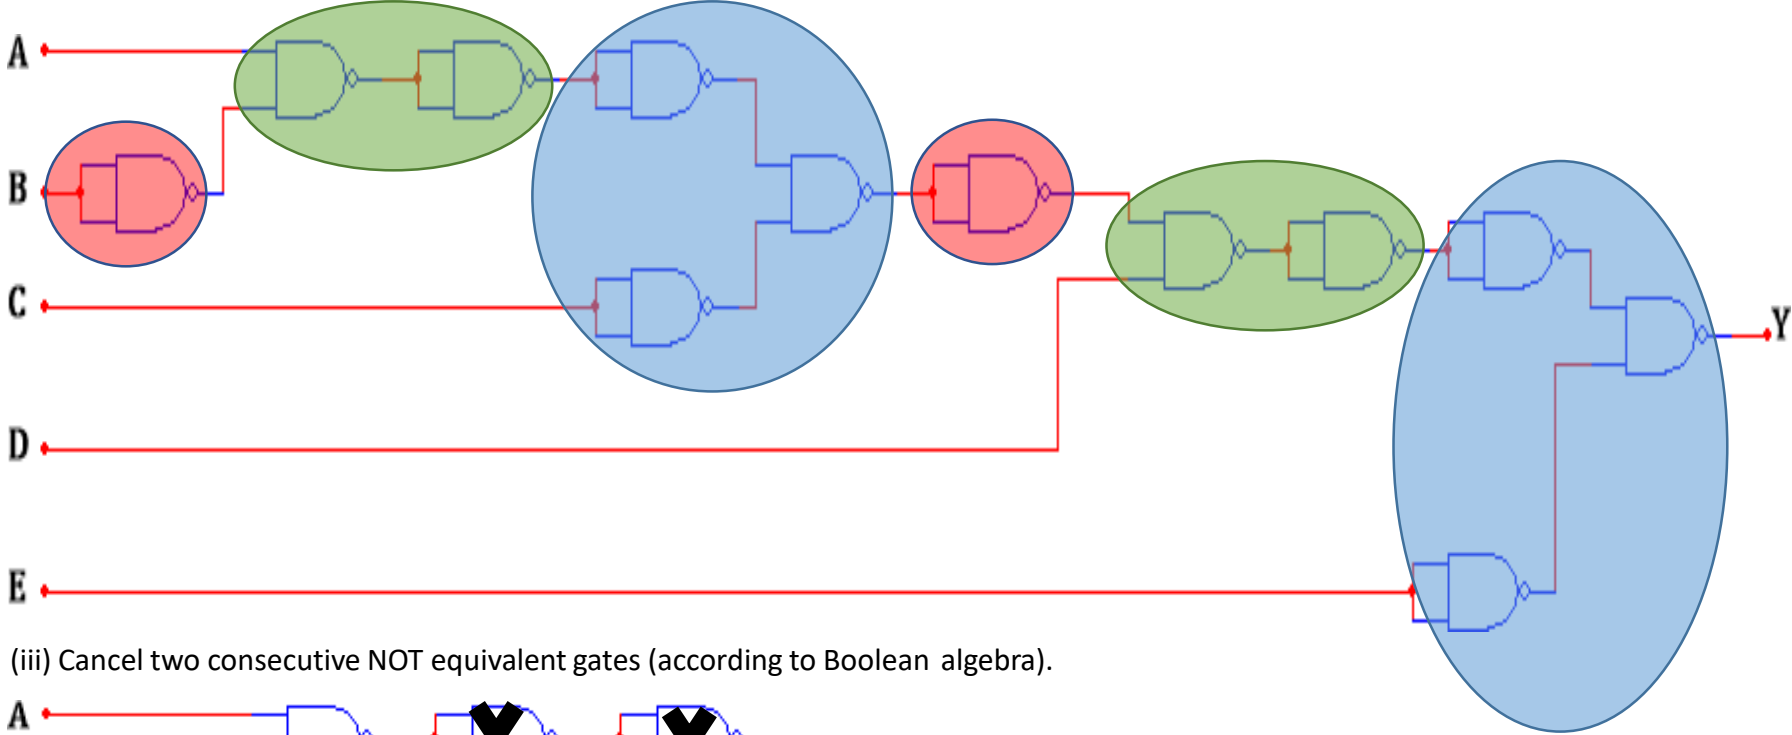 A
B
C
Y
D
E
(iii) Cancel two consecutive NOT equivalent gates (according to Boolean algebra).
A